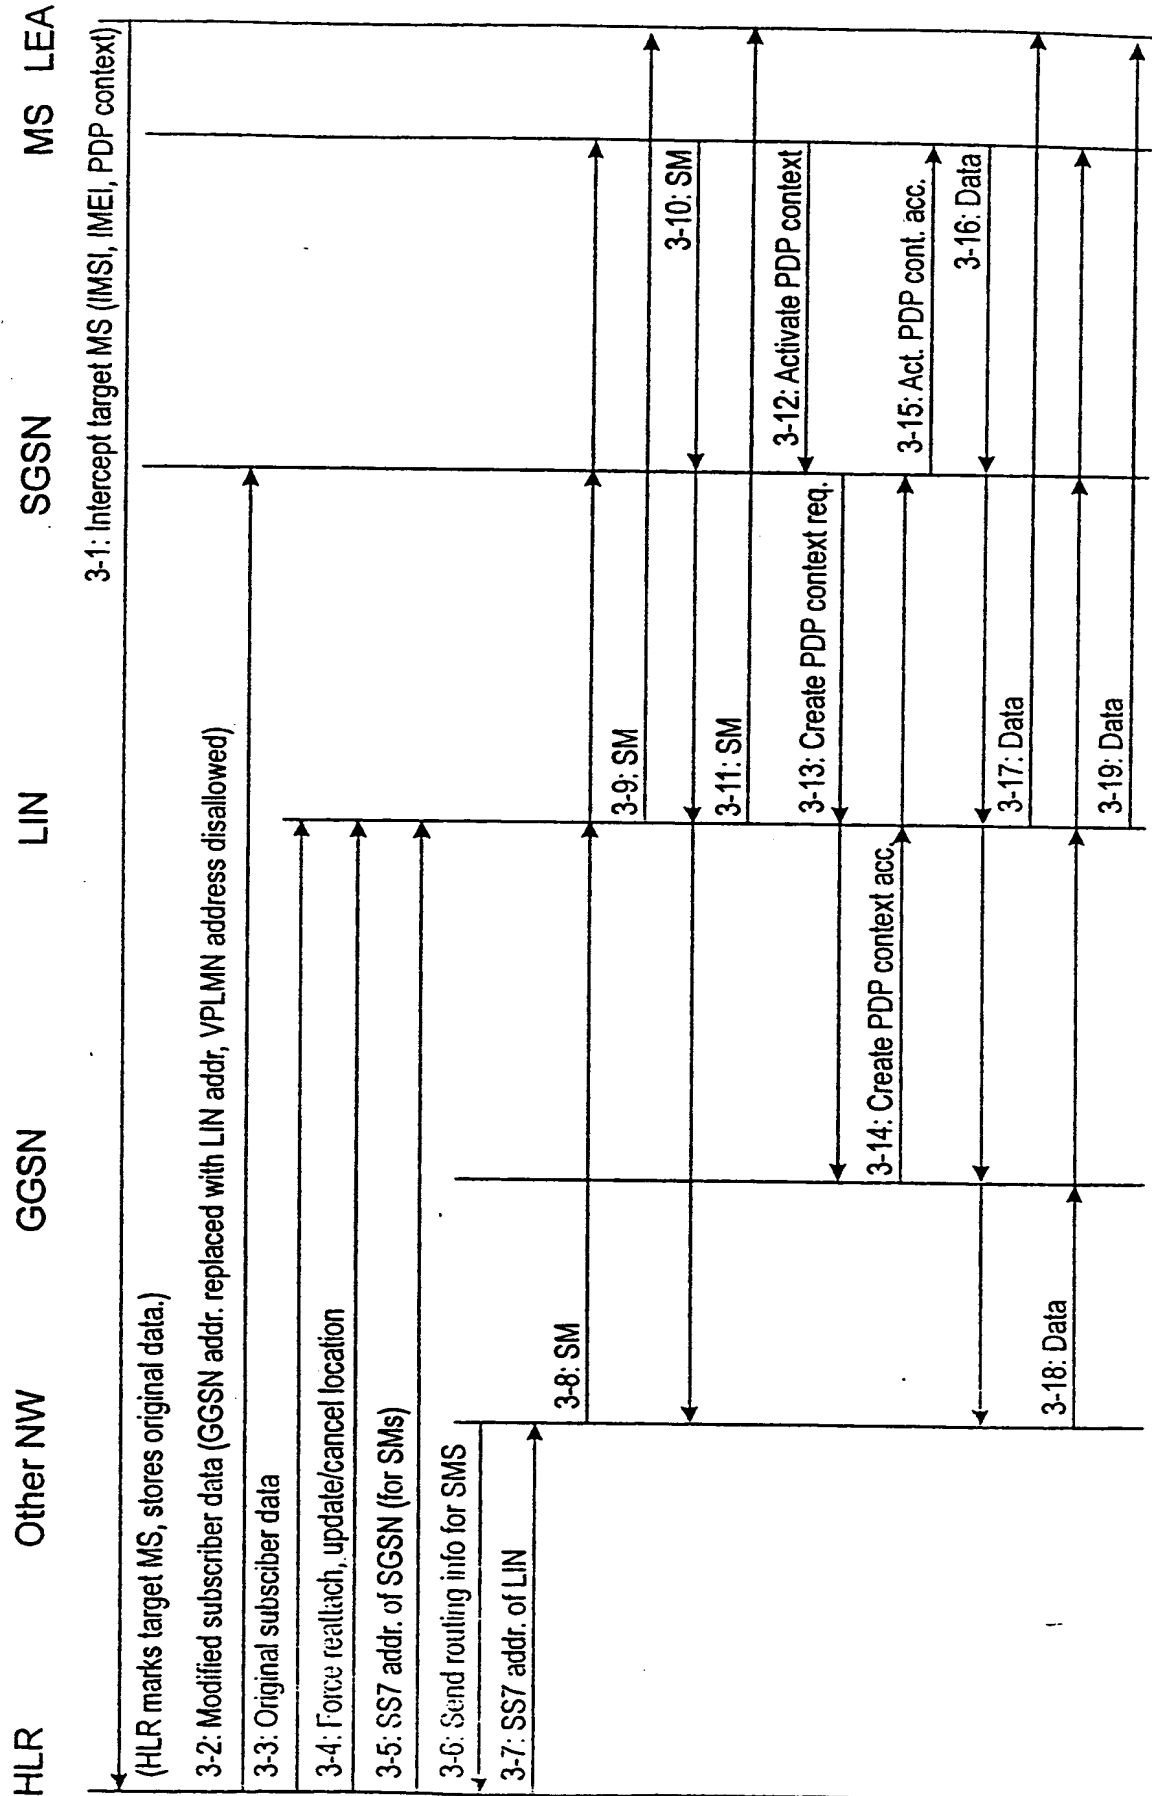 HLR
Other NW
GGSN
LIN
SGSN
MS
LEA
3-1: Intercept target MS (IMSI, IMEI, PDP context)
(HLR marks target MS, stores original data.)
3-2: Modified subscriber data (GGSN addr. replaced with LIN addr, VPLMN address disallowed)
3-3: Original subsciber data
3-4: Force reattach, update/cancel location
3-5: SS7 addr. of SGSN (for SMs)
3-6: Send routing info for SMS
3-7: SS7 addr. of LIN
3-8: SM
3-9: SM
3-10: SM
3-11: SM
3-12: Activate PDP context
3-13: Create PDP context req.
3-14: Create PDP context acc.
3-15: Act. PDP cont. acc.
3-16: Data
3-17: Data
3-18: Data
3-19: Data